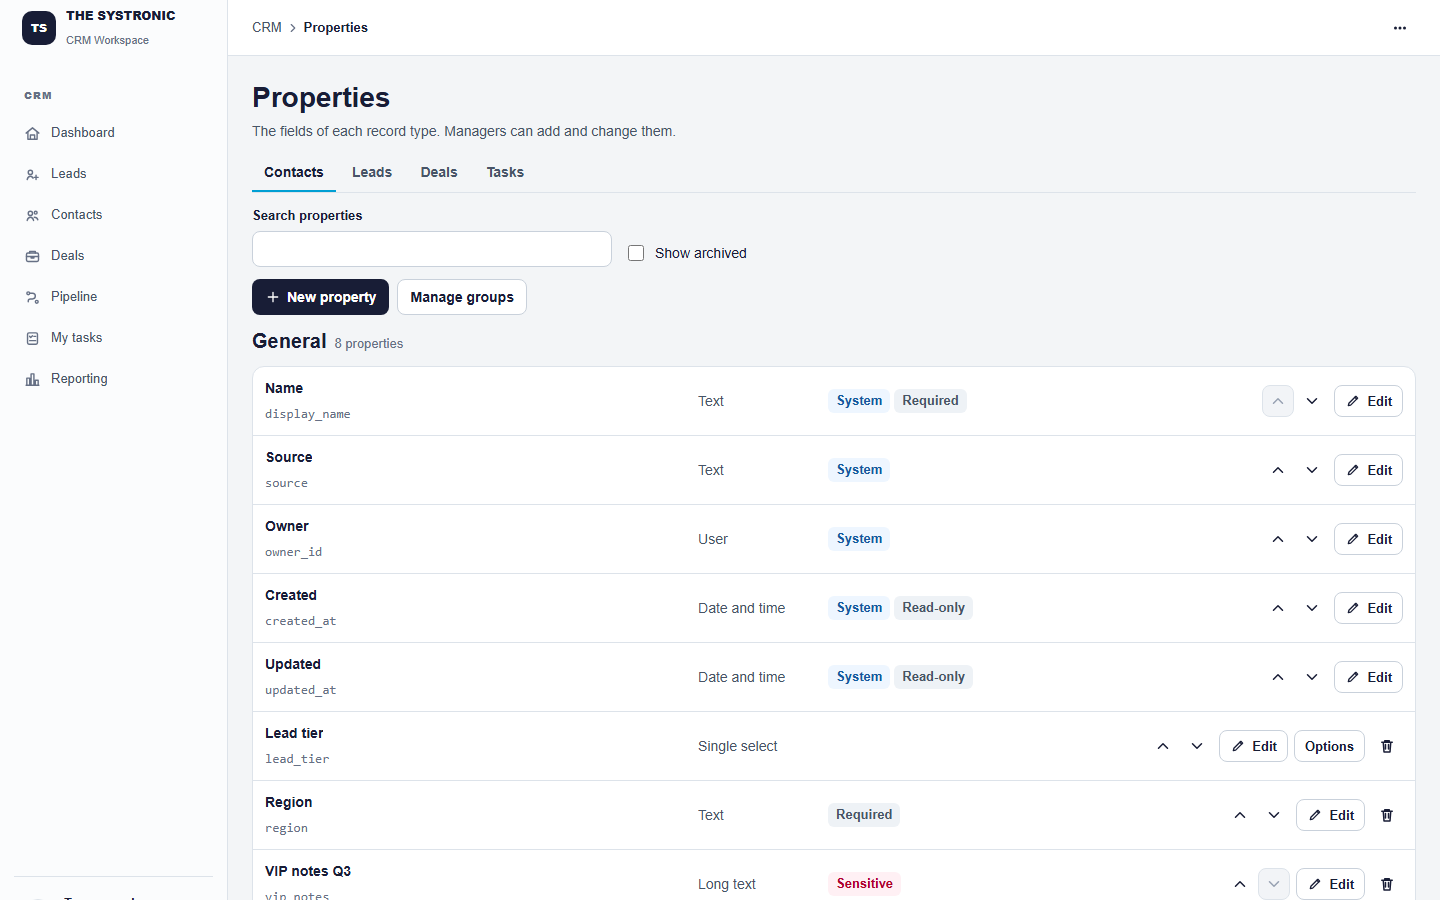 TS
THE SYSTRONIC
CRM Workspace
CRM
Dashboard
Leads
Contacts
Deals
Pipeline
My tasks
Reporting
CRM > Properties
Properties
The fields of each record type. Managers can add and change them.
Contacts Leads Deals Tasks
Search properties
Show archived
+ New property Manage groups
General 8 properties
Name
display_name
Text System Required Edit
Source
source
Text System Edit
Owner
owner_id
User System Edit
Created
created_at
Date and time System Read-only Edit
Updated
updated_at
Date and time System Read-only Edit
Lead tier
lead_tier
Single select Edit Options
Region
region
Text Required Edit
VIP notes Q3
vip_notes
Long text Sensitive Edit